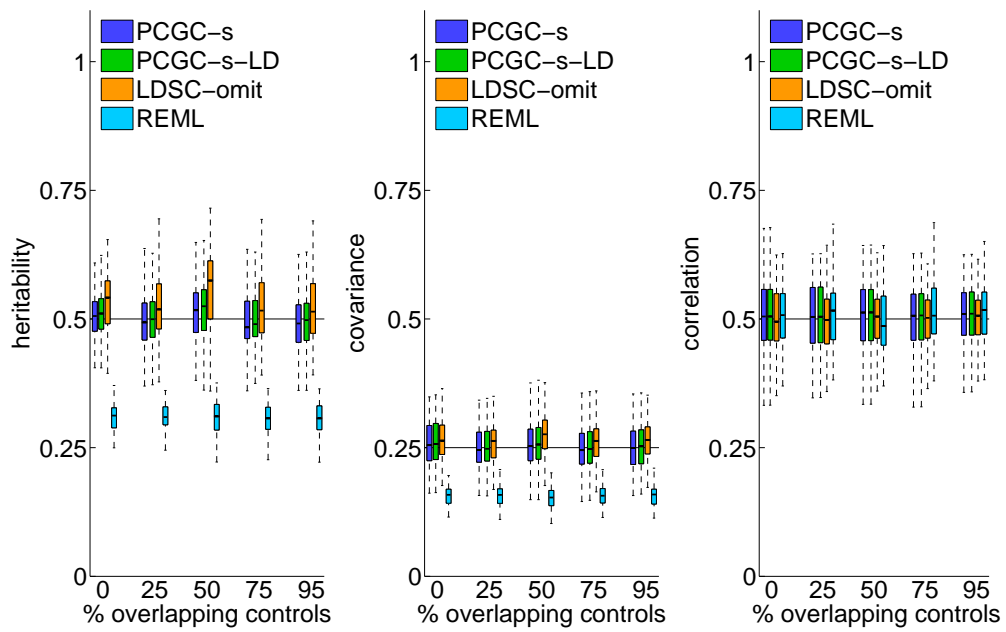 heritability
1
0.75
0.5
0.25
0
PCGC−s
PCGC−s−LD
LDSC−omit
REML
0 25 50 75 95
% overlapping controls
covariance
1
0.75
0.5
0.25
0
PCGC−s
PCGC−s−LD
LDSC−omit
REML
0 25 50 75 95
% overlapping controls
correlation
1
0.75
0.5
0.25
0
PCGC−s
PCGC−s−LD
LDSC−omit
REML
0 25 50 75 95
% overlapping controls